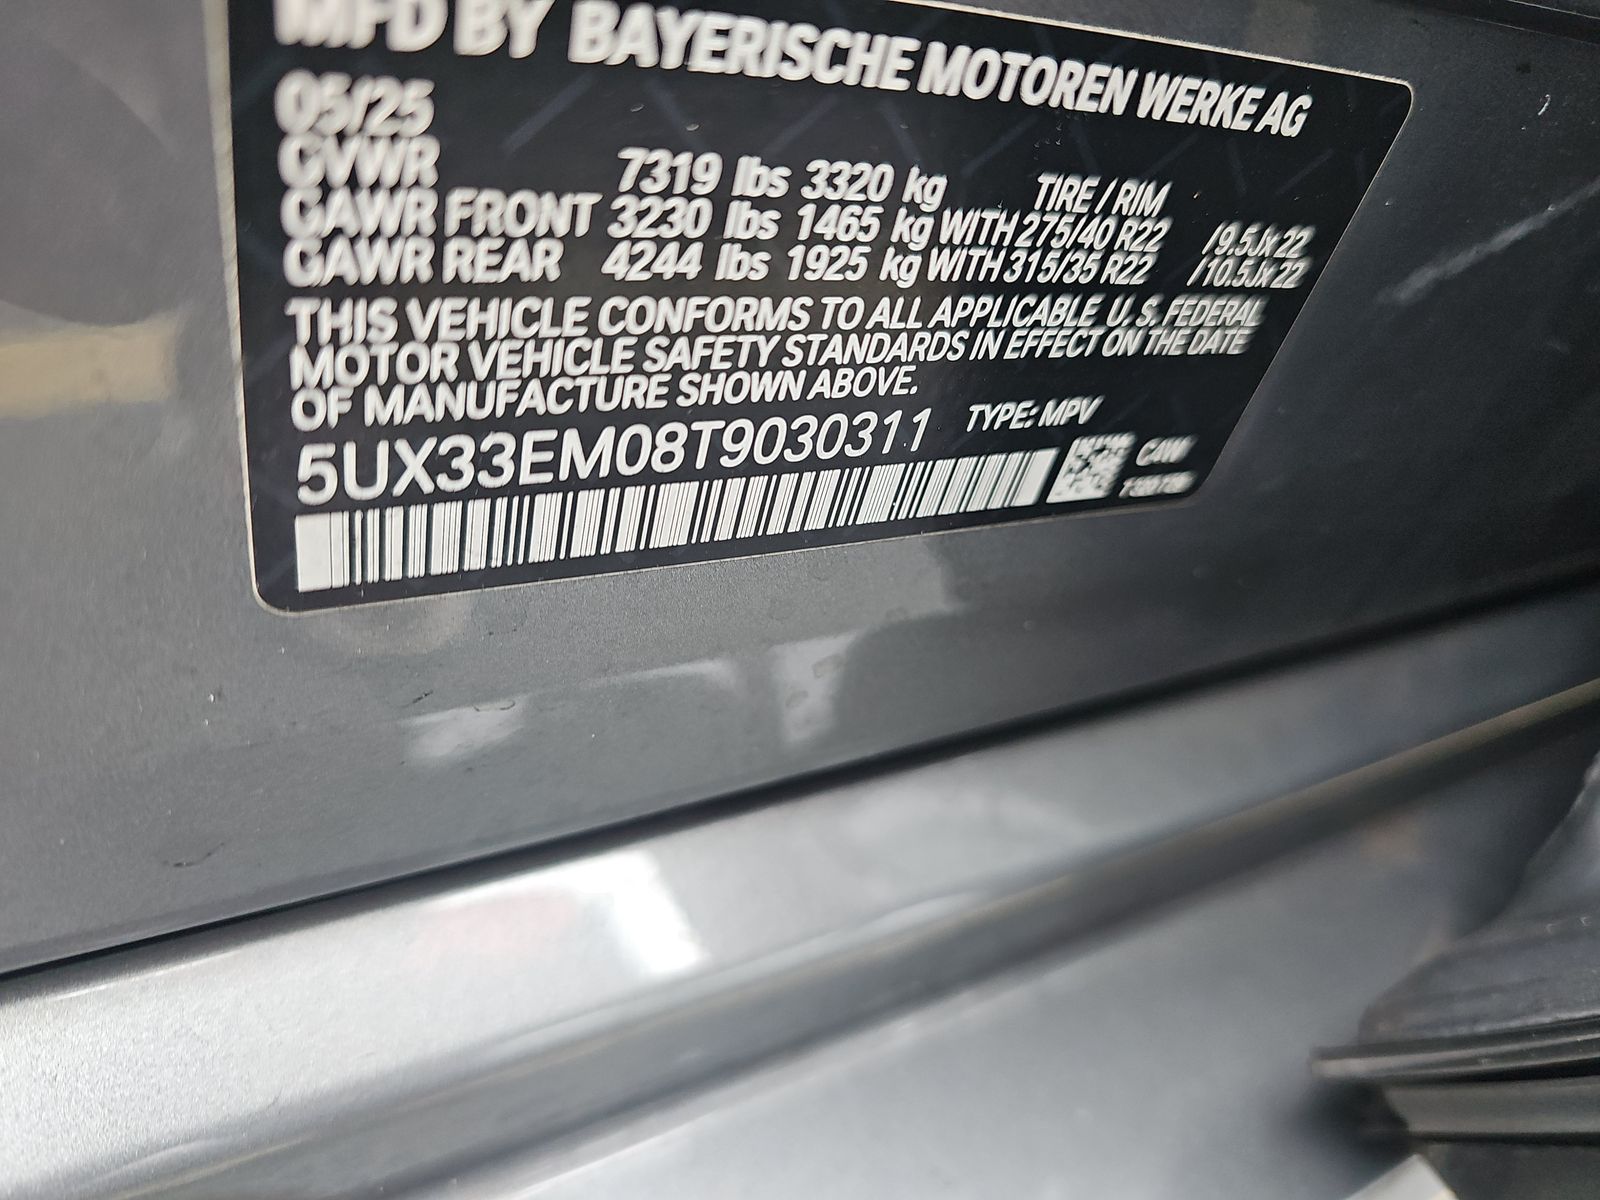 MFD BY BAYERISCHE MOTOREN WERKE AG
05/25
GVWR 7319 lbs 3320 kg TIRE / RIM
GAWR FRONT 3230 lbs 1465 kg WITH 275/40 R22 /9.5Jx22
GAWR REAR 4244 lbs 1925 kg WITH 315/35 R22 /10.5Jx22
THIS VEHICLE CONFORMS TO ALL APPLICABLE U.S. FEDERAL
MOTOR VEHICLE SAFETY STANDARDS IN EFFECT ON THE DATE
OF MANUFACTURE SHOWN ABOVE.
5UX33EM08T9030311 TYPE: MPV
C4W